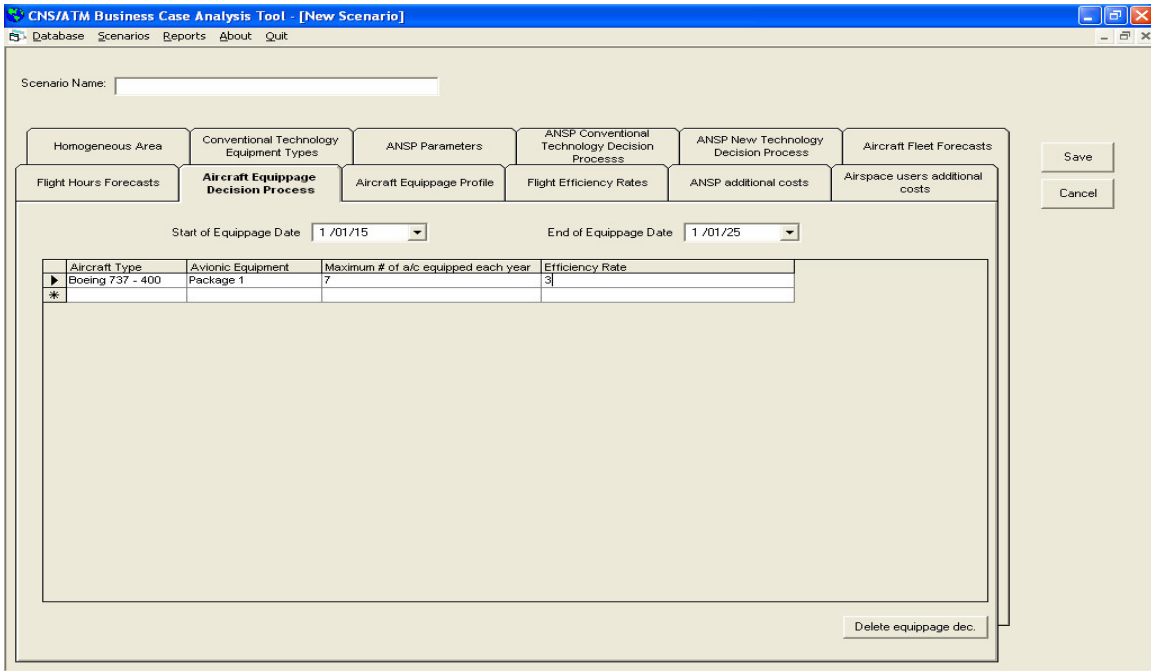 CNS/ATM Business Case Analysis Tool - [New Scenario]
Database Scenarios Reports About Quit
Scenario Name:
Homogeneous Area
Conventional Technology
Equipment Types
ANSP Parameters
ANSP Conventional
Technology Decision
Processs
ANSP New Technology
Decision Process
Aircraft Fleet Forecasts
Save
Flight Hours Forecasts
Aircraft Equippage
Decision Process
Aircraft Equippage Profile
Flight Efficiency Rates
ANSP additional costs
Airspace users additional
costs
Cancel
Start of Equippage Date 1 /01/15 End of Equippage Date 1 /01/25
Aircraft Type Avionic Equipment Maximum # of a/c equipped each year Efficiency Rate
Boeing 737 - 400 Package 1 7 3
Delete equippage dec.